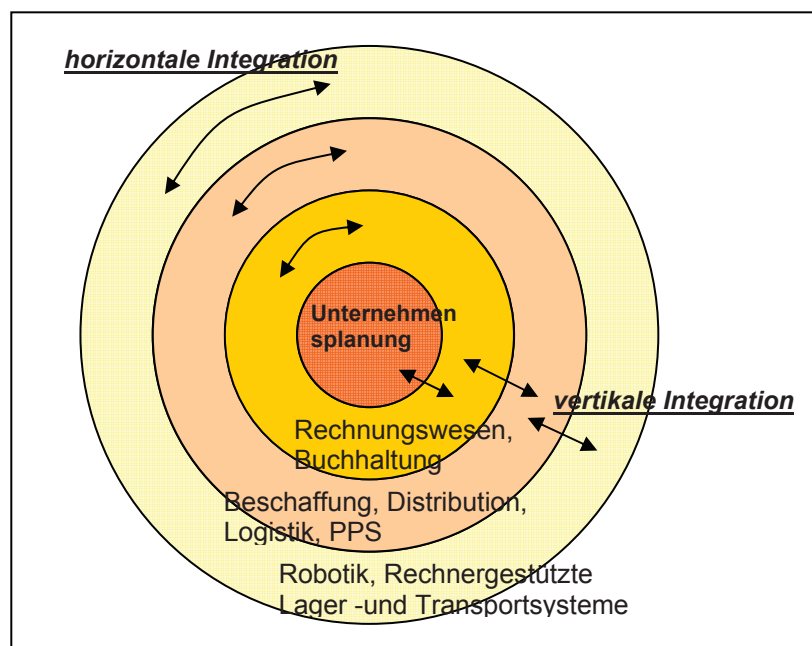 horizontale Integration
Unternehmen
splanung
vertikale Integration
Rechnungswesen,
Buchhaltung
Beschaffung, Distribution,
Logistik, PPS
Robotik, Rechnergestützte
Lager -und Transportsysteme